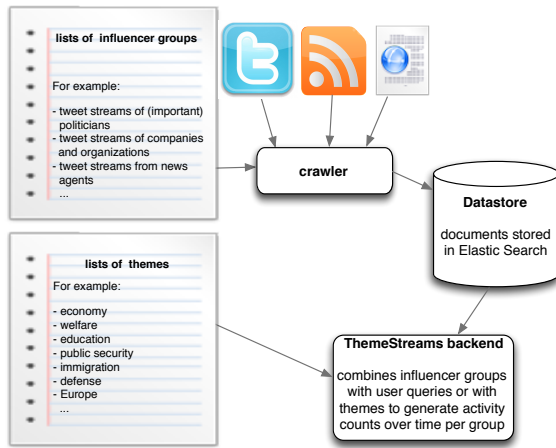 lists of influencer groups
For example:
- tweet streams of (important)
politicians
- tweet streams of companies
and organizations
- tweet streams from news
agents
...
crawler
Datastore
documents stored
in Elastic Search
lists of themes
For example:
- economy
- welfare
- education
- public security
- immigration
- defense
- Europe
...
ThemeStreams backend
combines influencer groups
with user queries or with
themes to generate activity
counts over time per group